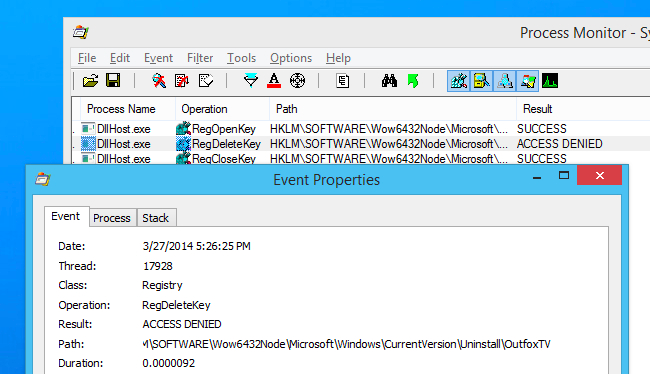 Process Monitor - Sy
File Edit Event Filter Tools Options Help
Process Name Operation Path Result
DllHost.exe RegOpenKey HKLM\SOFTWARE\Wow6432Node\Microsoft\... SUCCESS
DllHost.exe RegDeleteKey HKLM\SOFTWARE\Wow6432Node\Microsoft\... ACCESS DENIED
DllHost.exe RegCloseKey HKLM\SOFTWARE\Wow6432Node\Microsoft\... SUCCESS
Event Properties
Event Process Stack
Date: 3/27/2014 5:26:25 PM
Thread: 17928
Class: Registry
Operation: RegDeleteKey
Result: ACCESS DENIED
Path: M\SOFTWARE\Wow6432Node\Microsoft\Windows\CurrentVersion\Uninstall\OutfoxTV
Duration: 0.0000092